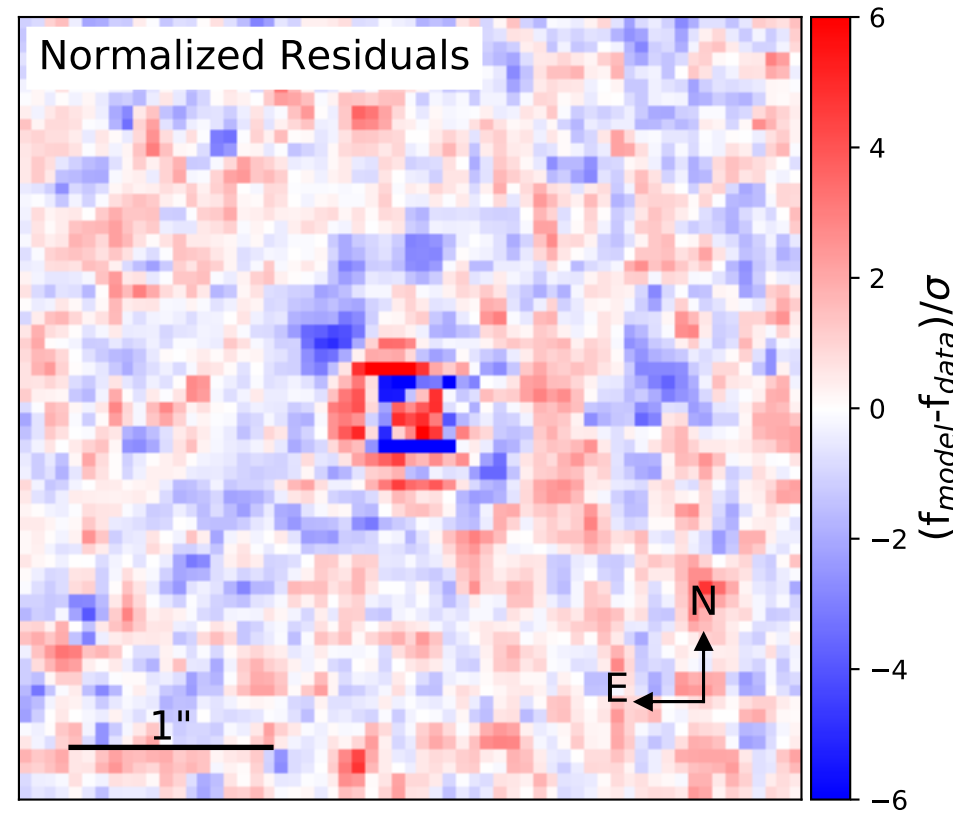 Normalized Residuals
6
4
2
0
−2
−4
−6
(f_model-f_data)/σ
N
E
1"